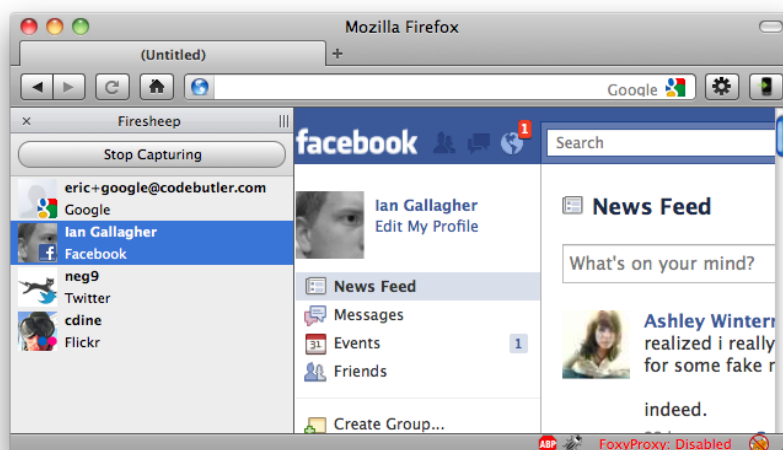 Mozilla Firefox
(Untitled)
+
Google
× Firesheep
Stop Capturing
eric+google@codebutler.com
Google
Ian Gallagher
Facebook
neg9
Twitter
cdine
Flickr
facebook
1
Search
Ian Gallagher
Edit My Profile
News Feed
Messages
31 Events 1
Friends
Create Group...
News Feed
What's on your mind?
Ashley
realized i really
for some fake
indeed.
ABP FoxyProxy: Disabled